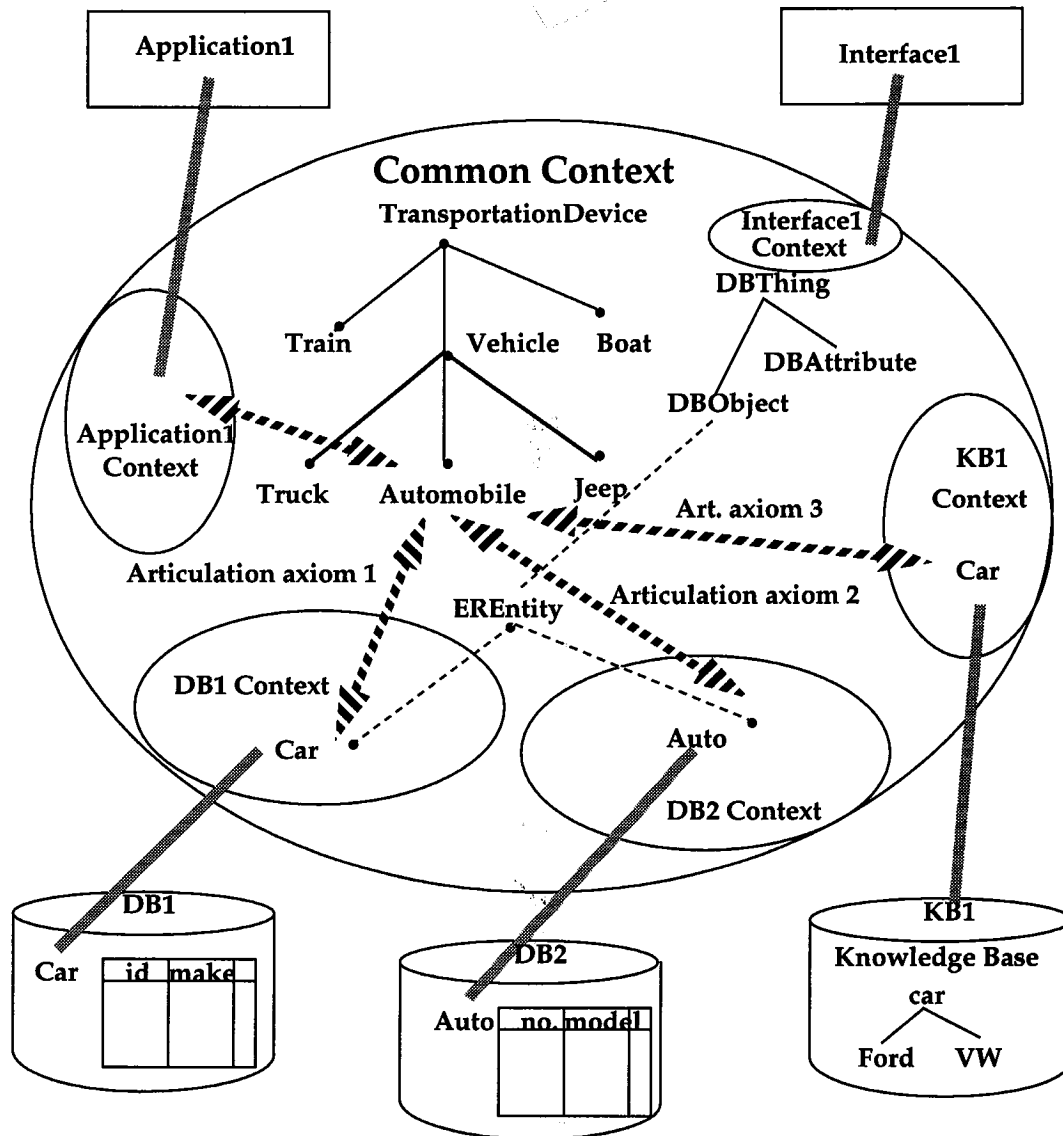 Application1
Interface1
Common Context
TransportationDevice
Interface1
Context
DBThing
Train
Vehicle
Boat
DBAttribute
DBObject
Application1
Context
KB1
Context
Truck
Automobile
Jeep
Art. axiom 3
Articulation axiom 1
Car
EREntity
Articulation axiom 2
DB1 Context
Car
Auto
DB2 Context
DB1
Car
id make
DB2
Auto
no. model
KB1
Knowledge Base
car
Ford
VW